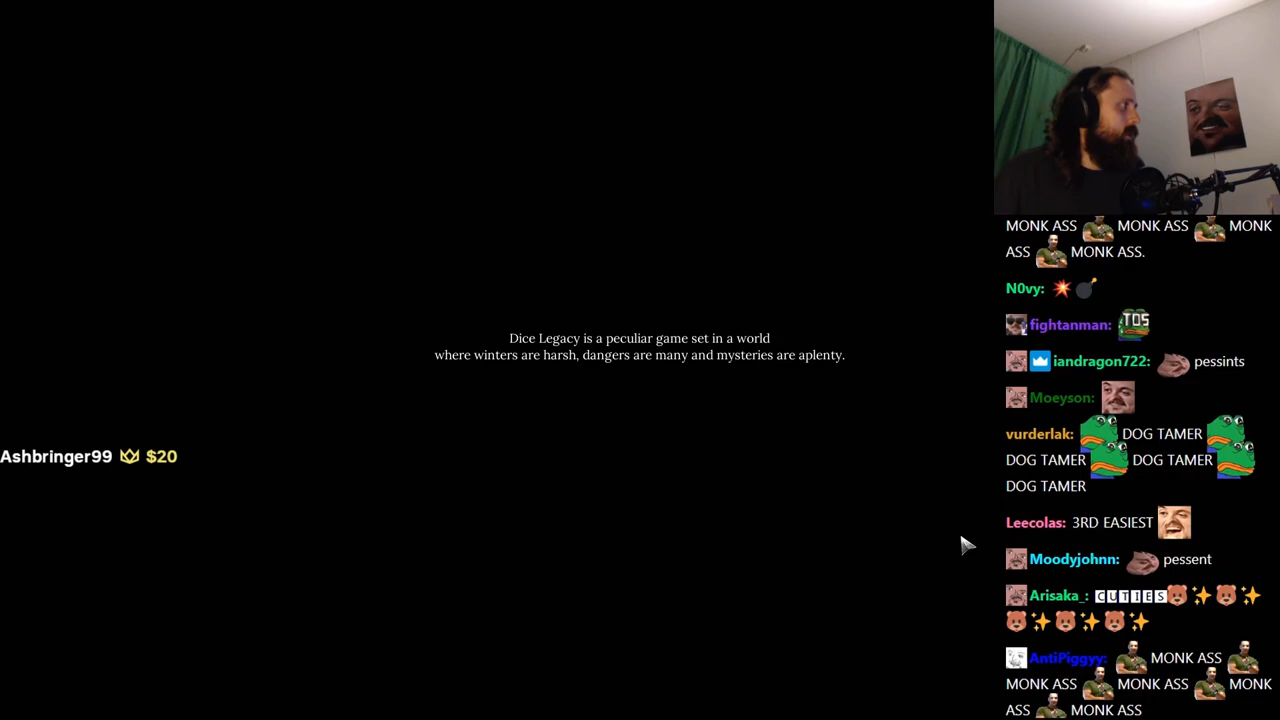 MONK ASS MONK ASS MONK
ASS MONK ASS.
N0vy:
fightanman: TOS
iandragon722: pessints
Moeyson:
vurderlak: DOG TAMER
DOG TAMER DOG TAMER
DOG TAMER
Leecolas: 3RD EASIEST
Moodyjohnn: pessent
Arisaka_: CUTIES
AntiPiggyy: MONK ASS
MONK ASS MONK ASS MONK
ASS MONK ASS
Dice Legacy is a peculiar game set in a world
where winters are harsh, dangers are many and mysteries are aplenty.
Ashbringer99 $20